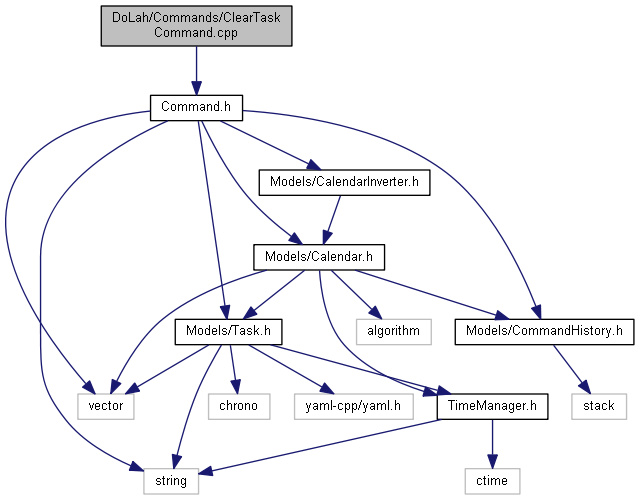 DoLah/Commands/ClearTask
Command.cpp
Command.h
Models/CalendarInverter.h
Models/Calendar.h
Models/Task.h
algorithm
Models/CommandHistory.h
vector
chrono
yaml-cpp/yaml.h
TimeManager.h
stack
string
ctime